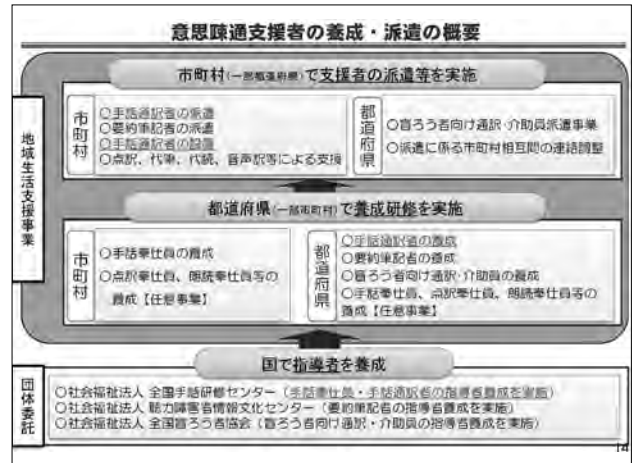 意思疎通支援者の養成・派遣の概要
市町村(一部都道府県)で支援者の派遣等を実施
地域生活支援事業
市町村
○手話通訳者の派遣
○要約筆記者の派遣
○手話通訳者の設置
○点訳、代筆、代読、音声訳等による支援
都道府県
○盲ろう者向け通訳・介助員派遣事業
○派遣に係る市町村相互間の連絡調整
都道府県(一部市町村)で養成研修を実施
市町村
○手話奉仕員の養成
○点訳奉仕員、朗読奉仕員等の
養成【任意事業】
都道府県
○手話通訳者の養成
○要約筆記者の養成
○盲ろう者向け通訳・介助員の養成
○手話奉仕員、点訳奉仕員、朗読奉仕員等の
養成【任意事業】
国で指導者を養成
団体委託
○社会福祉法人 全国手話研修センター(手話奉仕員・手話通訳者の指導者養成を実施)
○社会福祉法人 聴力障害者情報文化センター(要約筆記者の指導者養成を実施)
○社会福祉法人 全国盲ろう者協会(盲ろう者向け通訳・介助員の指導者養成を実施)
14